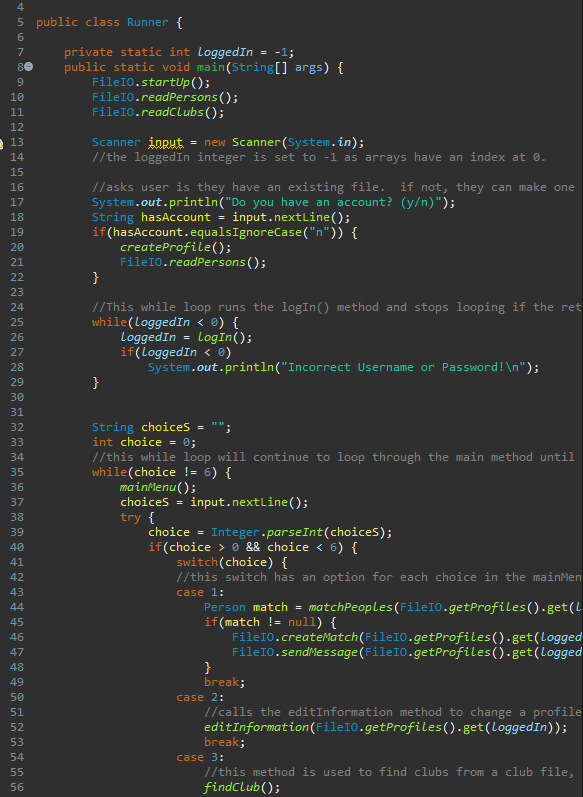 4
5 public class Runner {
6
7 private static int loggedIn = -1;
8 public static void main(String[] args) {
9 FileIO.startUp();
10 FileIO.readPersons();
11 FileIO.readClubs();
12
13 Scanner input = new Scanner(System.in);
14 //the loggedIn integer is set to -1 as arrays have an index at 0.
15
16 //asks user is they have an existing file.  if not, they can make one
17 System.out.println("Do you have an account? (y/n)");
18 String hasAccount = input.nextLine();
19 if(hasAccount.equalsIgnoreCase("n")) {
20 createProfile();
21 FileIO.readPersons();
22 }
23
24 //This while loop runs the logIn() method and stops looping if the ret
25 while(loggedIn < 0) {
26 loggedIn = logIn();
27 if(loggedIn < 0)
28 System.out.println("Incorrect Username or Password!\n");
29 }
30
31
32 String choiceS = "";
33 int choice = 0;
34 //this while loop will continue to loop through the main method until
35 while(choice != 6) {
36 mainMenu();
37 choiceS = input.nextLine();
38 try {
39 choice = Integer.parseInt(choiceS);
40 if(choice > 0 && choice < 6) {
41 switch(choice) {
42 //this switch has an option for each choice in the mainMen
43 case 1:
44 Person match = matchPeoples(FileIO.getProfiles().get(l
45 if(match != null) {
46 FileIO.createMatch(FileIO.getProfiles().get(logged
47 FileIO.sendMessage(FileIO.getProfiles().get(logged
48 }
49 break;
50 case 2:
51 //calls the editInformation method to change a profile
52 editInformation(FileIO.getProfiles().get(loggedIn));
53 break;
54 case 3:
55 //this method is used to find clubs from a club file,
56 findClub();